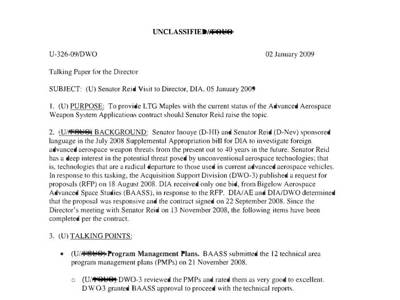 UNCLASSIFIED//FOUO
U-326-09/DWO 02 January 2009
Talking Paper for the Director
SUBJECT: (U) Senator Reid Visit to Director, DIA, 05 January 2009
1. (U) PURPOSE: To provide LTG Maples with the current status of the Advanced Aerospace
Weapon System Applications contract should Senator Reid raise the topic.
2. (U//FOUO) BACKGROUND: Senator Inouye (D-HI) and Senator Reid (D-Nev) sponsored
language in the July 2008 Supplemental Appropriation bill for DIA to investigate foreign
advanced aerospace weapon threats from the present out to 40 years in the future. Senator Reid
has a deep interest in the potential threat posed by unconventional aerospace technologies; that
is, technologies that are a radical departure to those used in current advanced aerospace vehicles.
In response to this tasking, the Acquisition Support Division (DWO-3) published a request for
proposals (RFP) on 18 August 2008. DIA received only one bid, from Bigelow Aerospace
Advanced Space Studies (BAASS), in response to the RFP. DIA/AE and DIA/DWO determined
that the proposal was responsive and the contract signed on 22 September 2008. Since the
Director's meeting with Senator Reid on 13 November 2008, the following items have been
completed per the contract.
3. (U) TALKING POINTS:
• (U//FOUO) Program Management Plans. BAASS submitted the 12 technical area
program management plans (PMPs) on 21 November 2008.
o (U//FOUO) DWO-3 reviewed the PMPs and rated them as very good to excellent.
DWO3 granted BAASS approval to proceed with the technical reports.